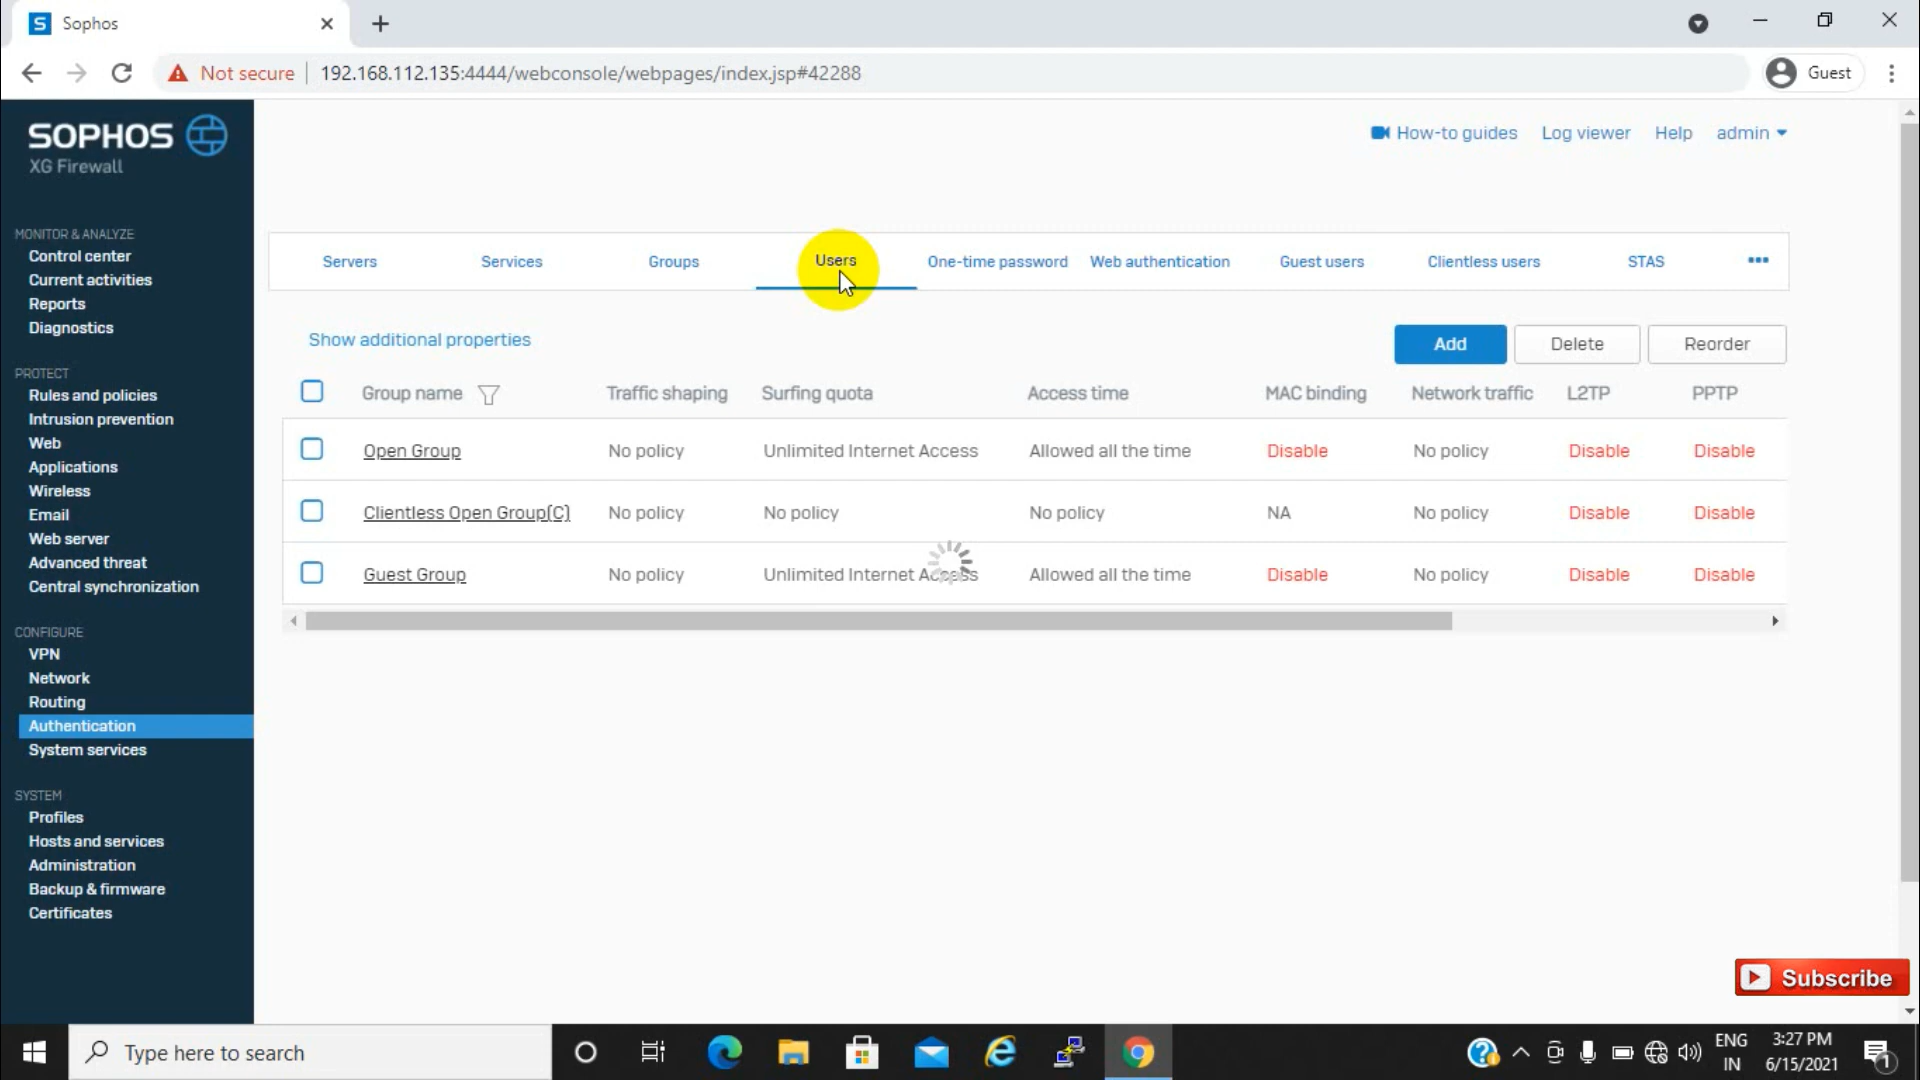 S Sophos
Not secure 192.168.112.135:4444/webconsole/webpages/index.jsp#42288 Guest
SOPHOS
XG Firewall
How-to guides Log viewer Help admin
MONITOR & ANALYZE
Control center
Current activities
Reports
Diagnostics
PROTECT
Rules and policies
Intrusion prevention
Web
Applications
Wireless
Email
Web server
Advanced threat
Central synchronization
CONFIGURE
VPN
Network
Routing
Authentication
System services
SYSTEM
Profiles
Hosts and services
Administration
Backup & firmware
Certificates
Servers Services Groups Users One-time password Web authentication Guest users Clientless users STAS •••
Show additional properties Add Delete Reorder
Group name Traffic shaping Surfing quota Access time MAC binding Network traffic L2TP PPTP
Open Group No policy Unlimited Internet Access Allowed all the time Disable No policy Disable Disable
Clientless Open Group(C) No policy No policy No policy NA No policy Disable Disable
Guest Group No policy Unlimited Internet Access Allowed all the time Disable No policy Disable Disable
Subscribe
Type here to search
ENG
IN
3:27 PM
6/15/2021
1